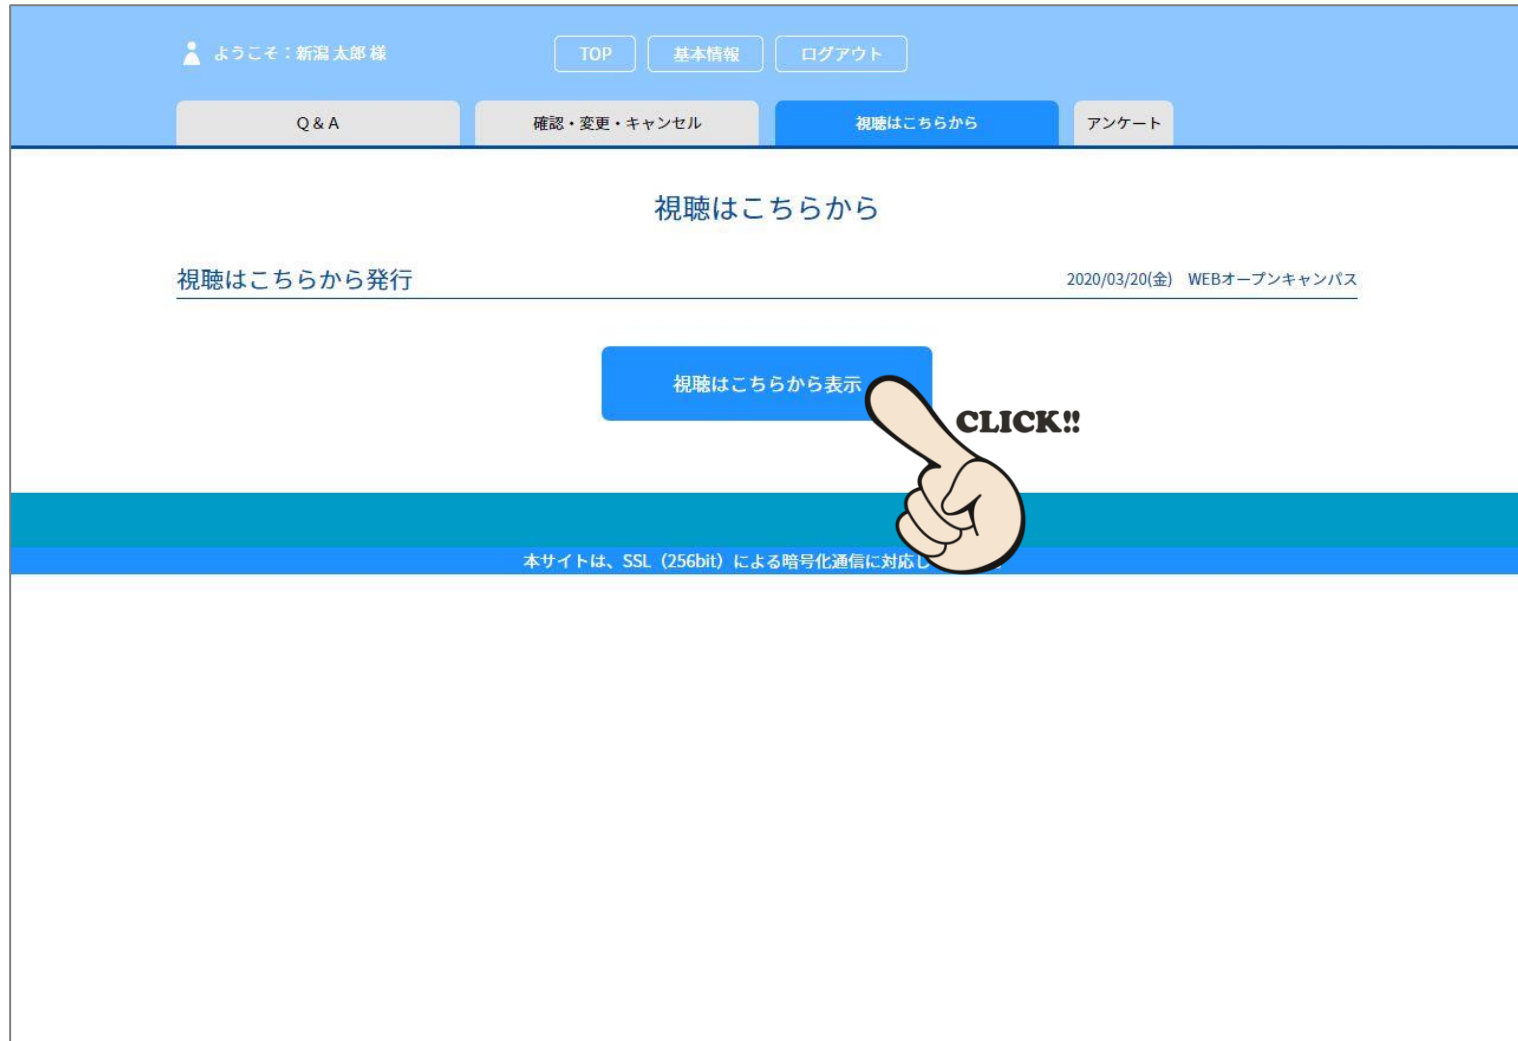 ようこそ：新潟 太郎 様
TOP
基本情報
ログアウト
Q & A
確認・変更・キャンセル
視聴はこちらから
アンケート
視聴はこちらから
視聴はこちらから発行
2020/03/20(金) WEBオープンキャンパス
視聴はこちらから表示
CLICK!!
本サイトは、SSL（256bit）による暗号化通信に対応し